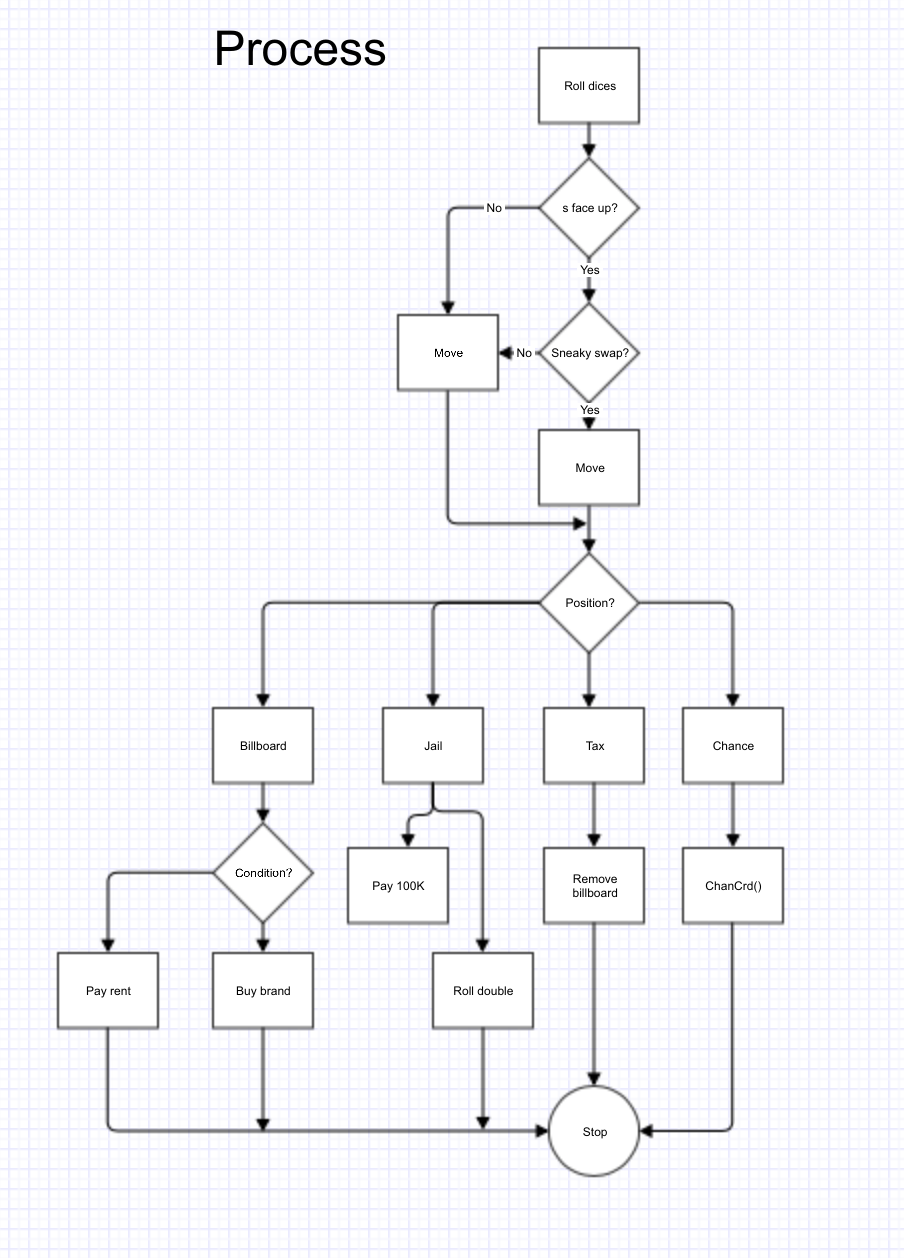 Process
Roll dices
s face up?
No
Yes
Move
No
Sneaky swap?
Yes
Move
Position?
Billboard
Jail
Tax
Chance
Condition?
Pay 100K
Remove
billboard
ChanCrd()
Pay rent
Buy brand
Roll double
Stop